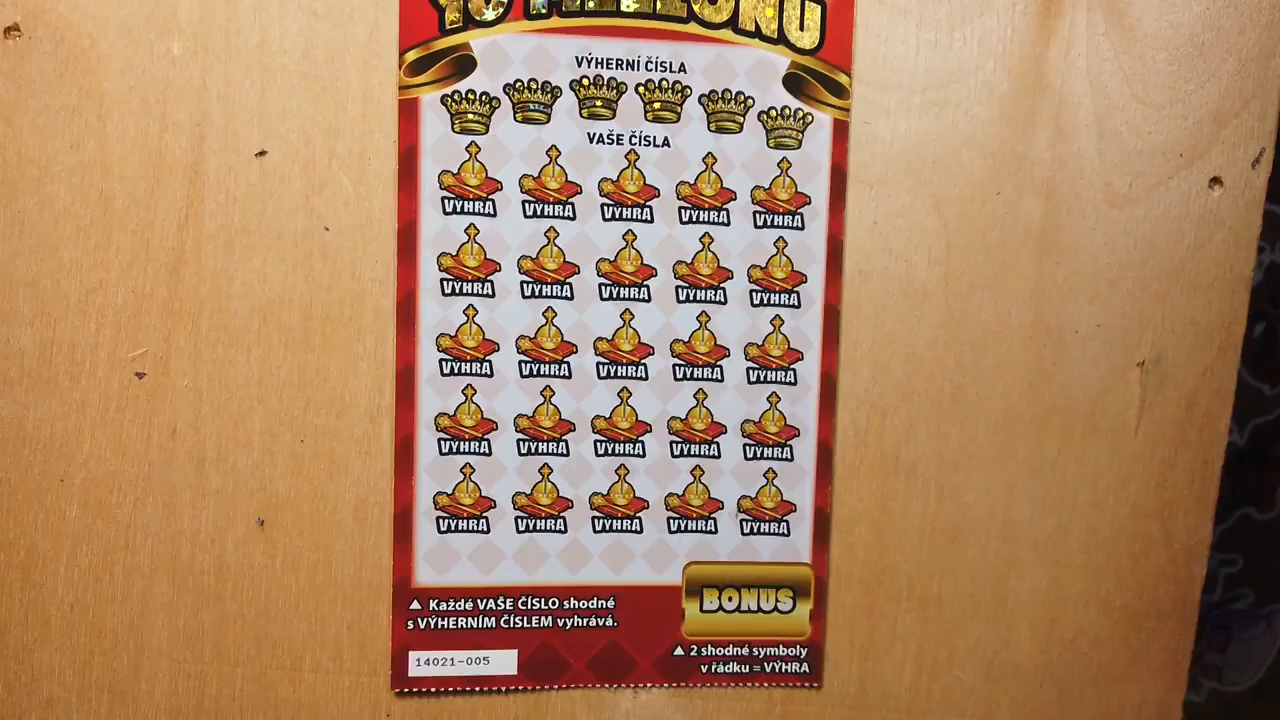 10 MILIONŮ
VÝHERNÍ ČÍSLA
VAŠE ČÍSLA
VÝHRA VÝHRA VÝHRA VÝHRA VÝHRA
VÝHRA VÝHRA VÝHRA VÝHRA VÝHRA
VÝHRA VÝHRA VÝHRA VÝHRA VÝHRA
VÝHRA VÝHRA VÝHRA VÝHRA VÝHRA
VÝHRA VÝHRA VÝHRA VÝHRA VÝHRA
BONUS
▲ Každé VAŠE ČÍSLO shodné
s VÝHERNÍM ČÍSLEM vyhrává.
▲ 2 shodné symboly
v řádku = VÝHRA
14021-005